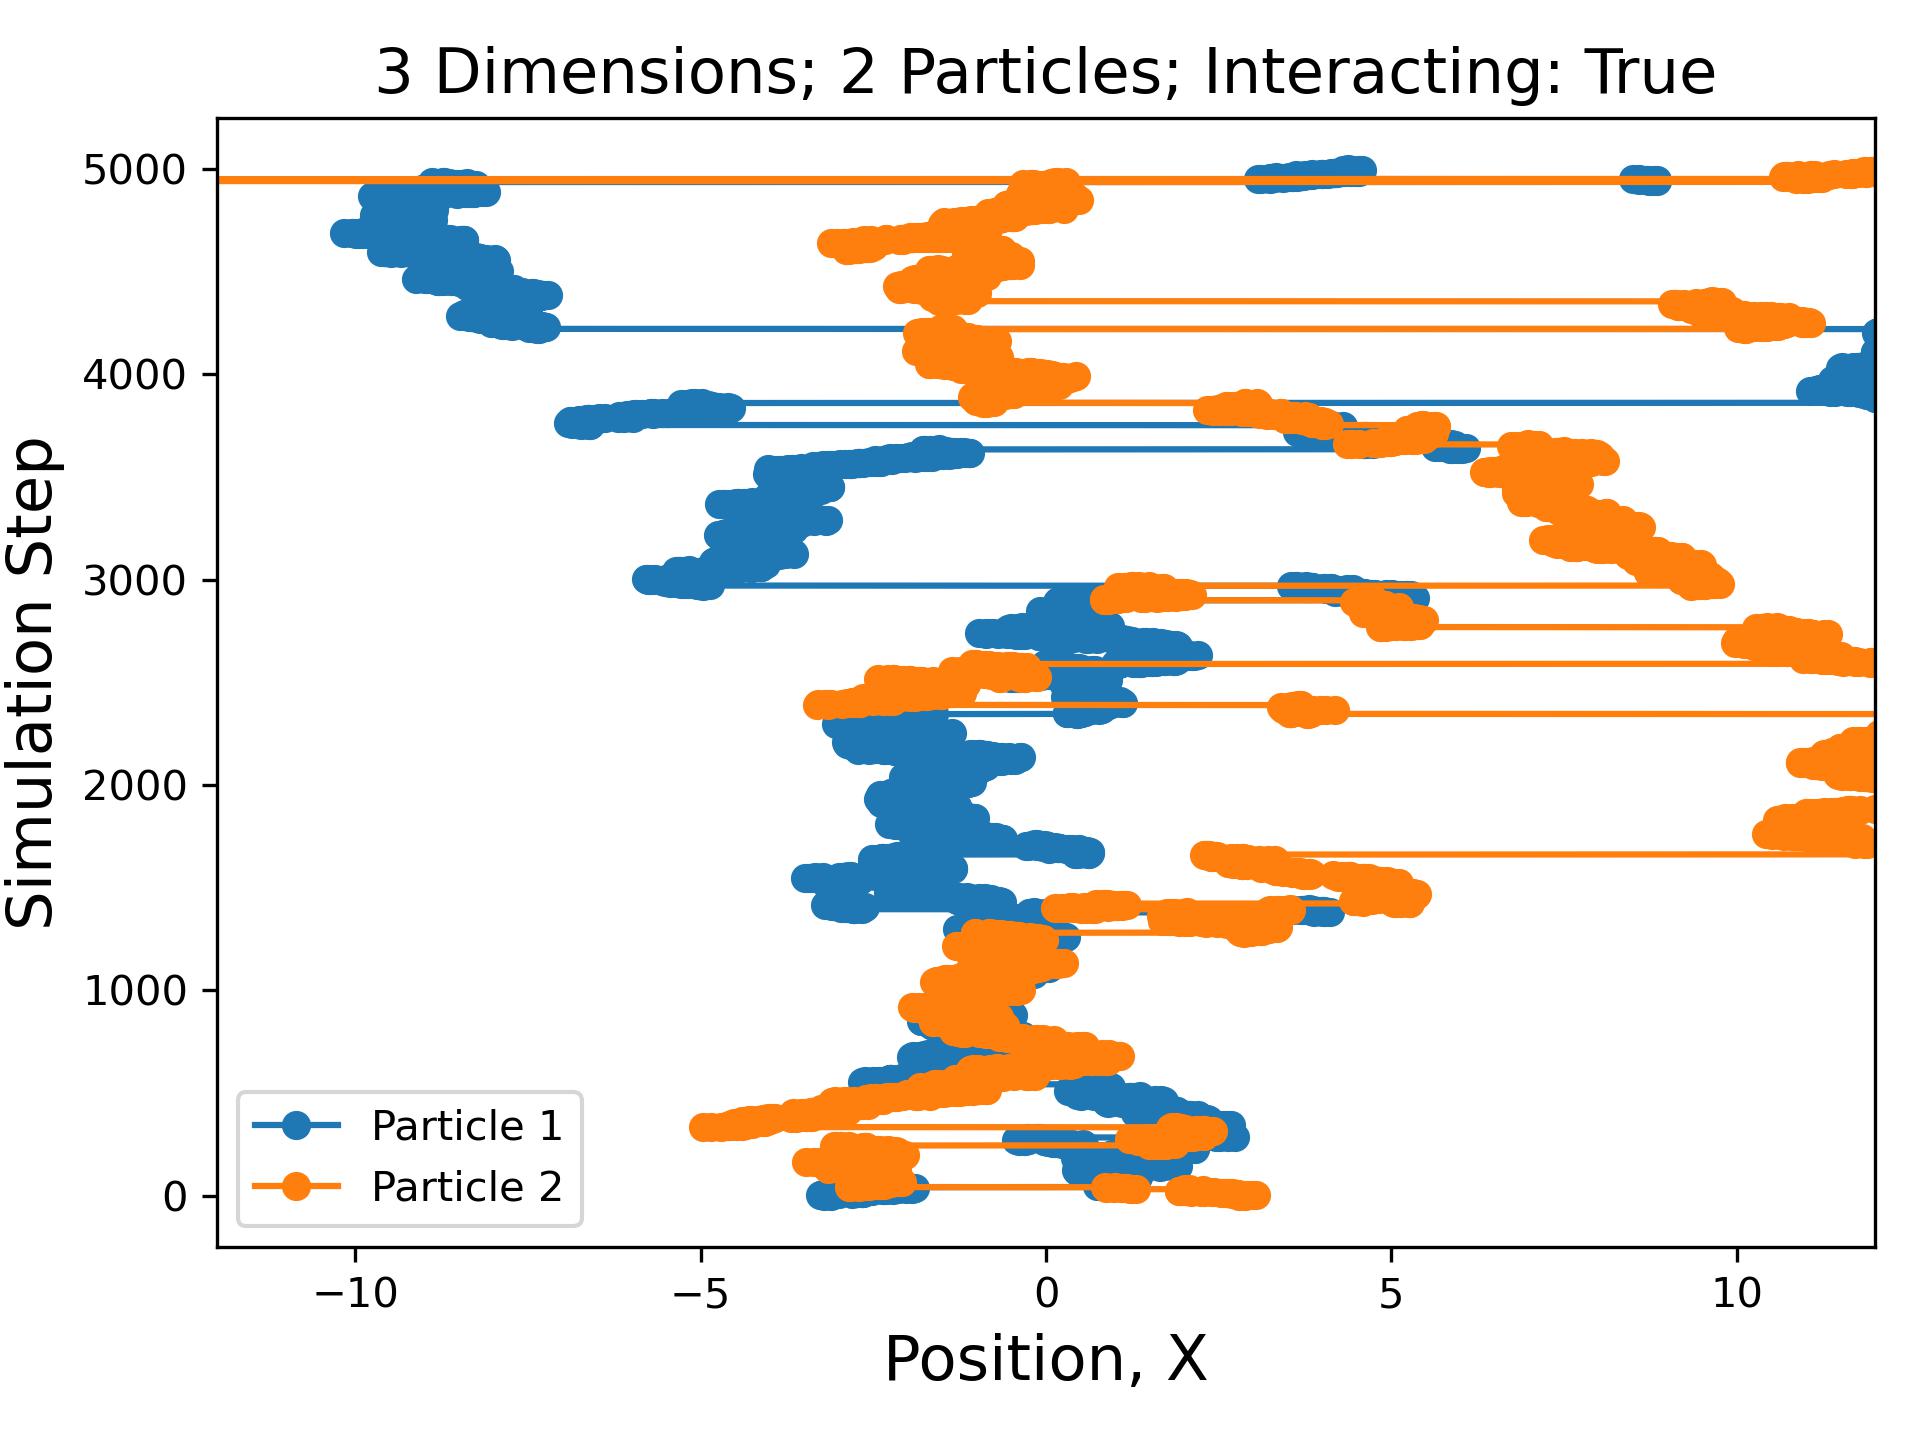 3 Dimensions; 2 Particles; Interacting: True
Simulation Step
5000
4000
3000
2000
1000
0
Particle 1
Particle 2
−10
−5
0
5
10
Position, X